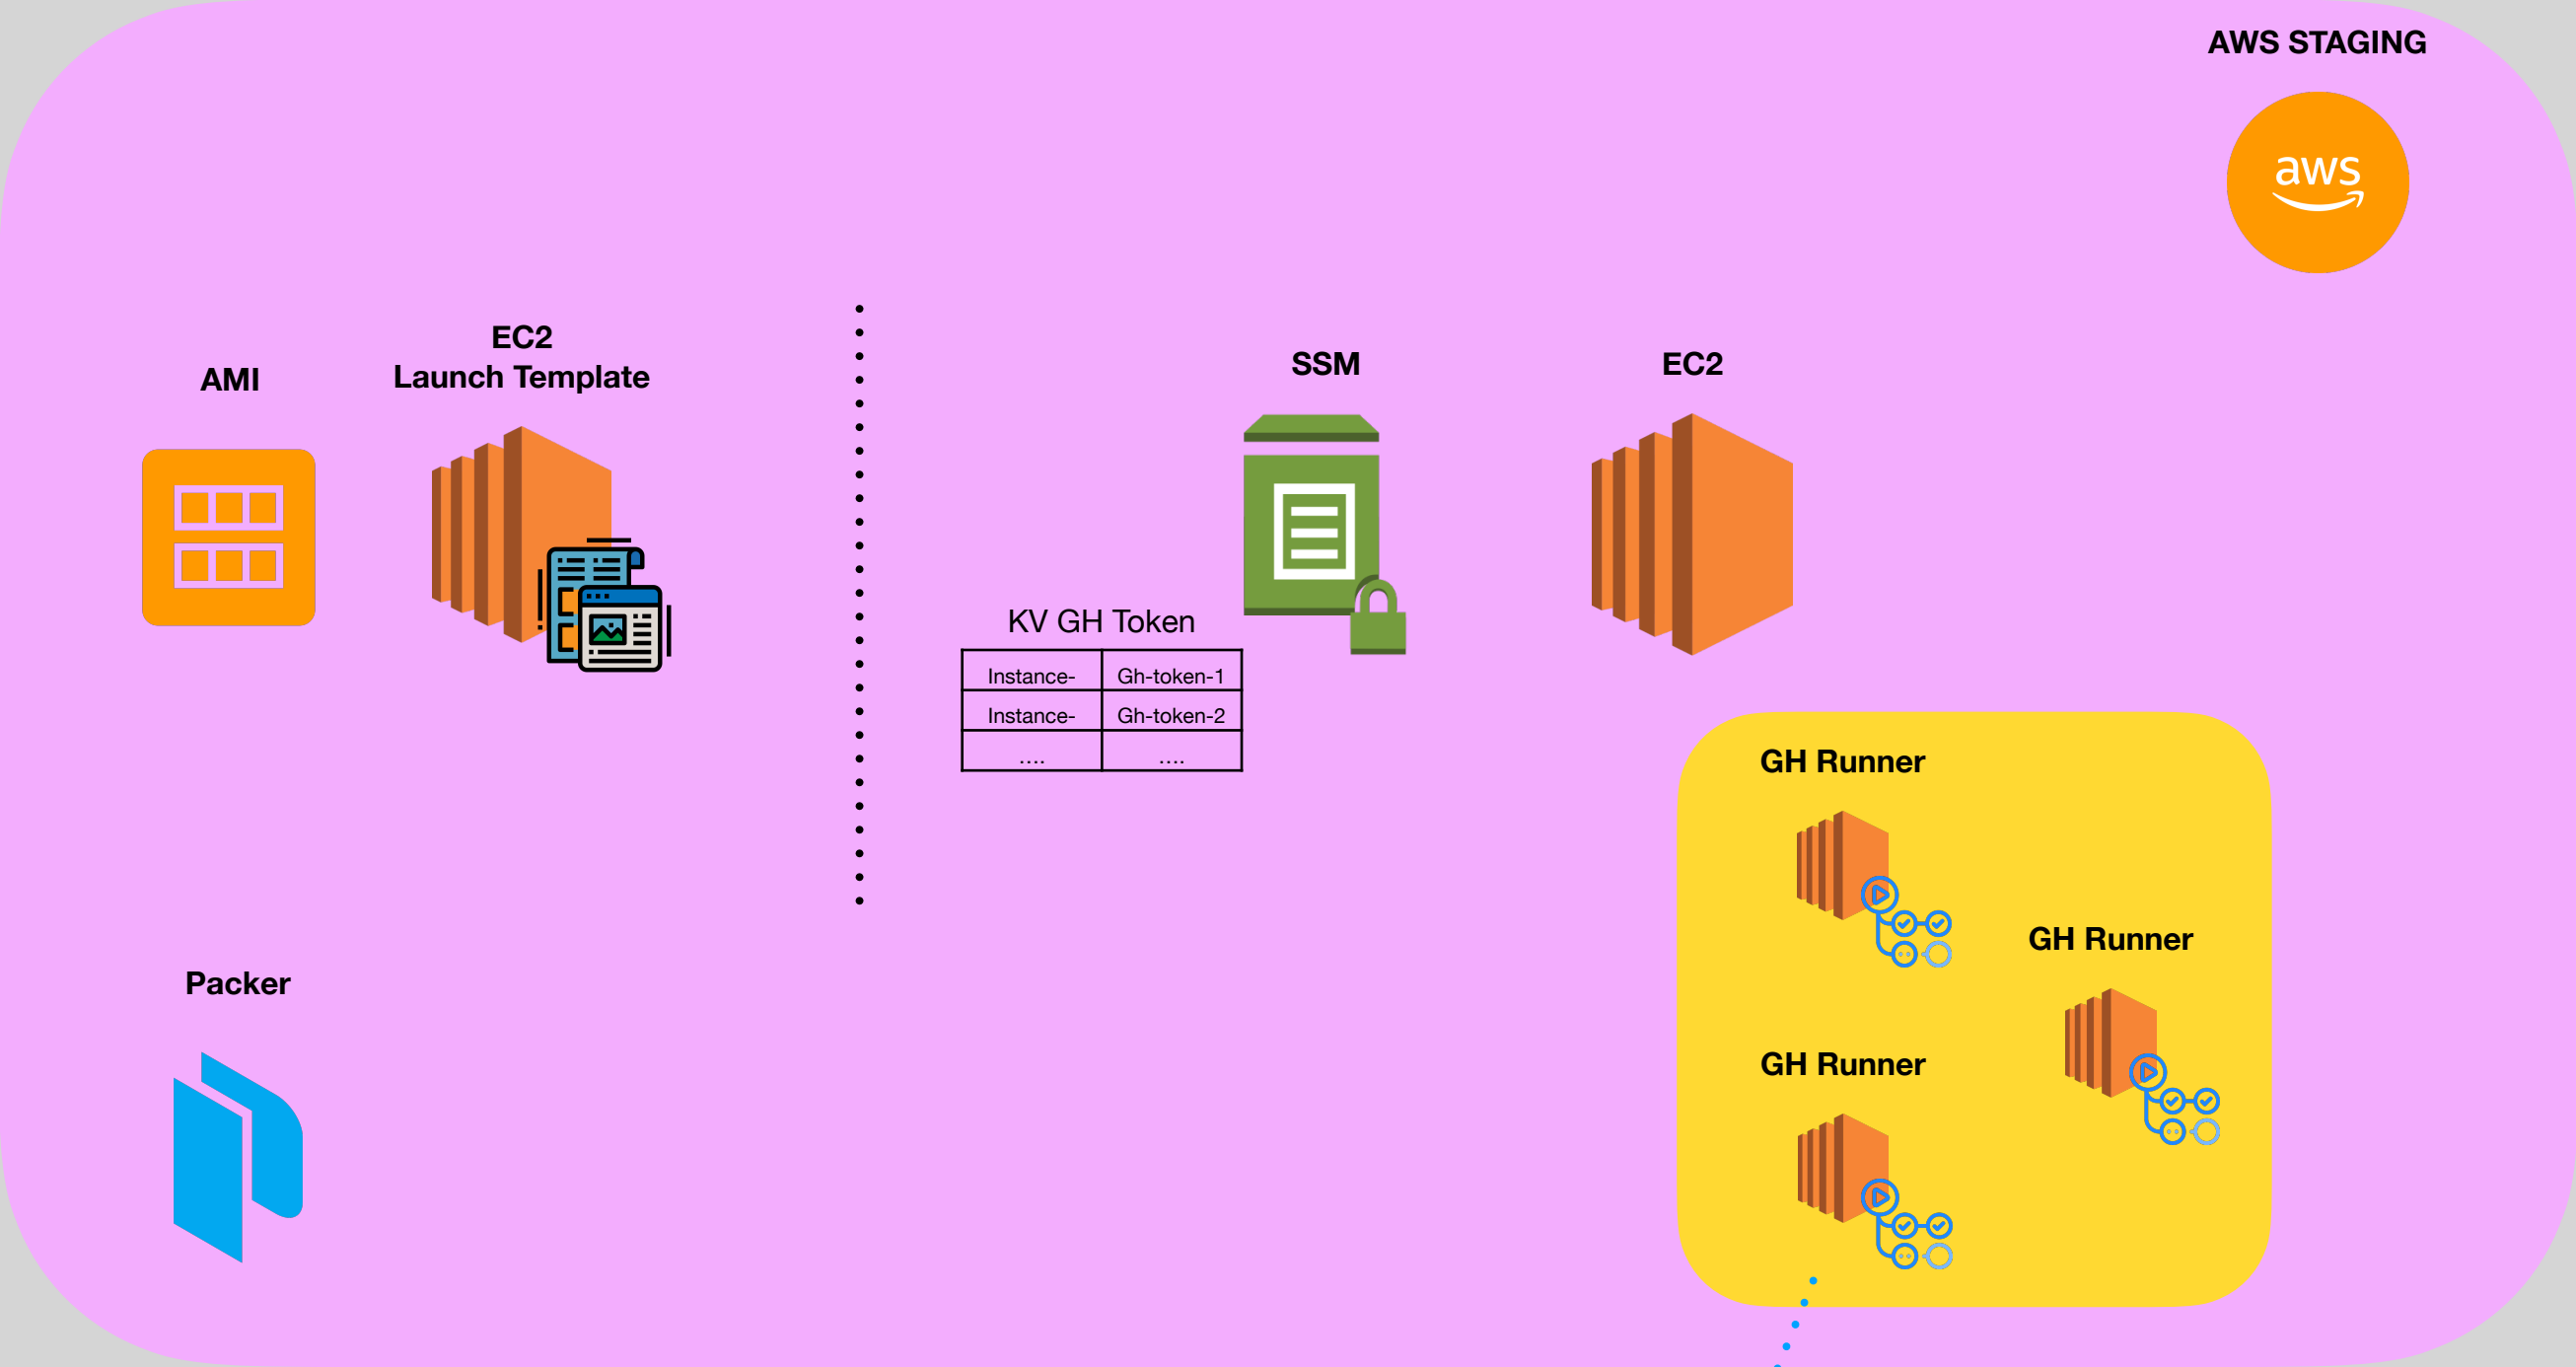 AWS STAGING
aws
EC2
Launch Template
AMI
SSM
EC2
KV GH Token
Instance- Gh-token-1
Instance- Gh-token-2
.... ....
GH Runner
GH Runner
GH Runner
Packer